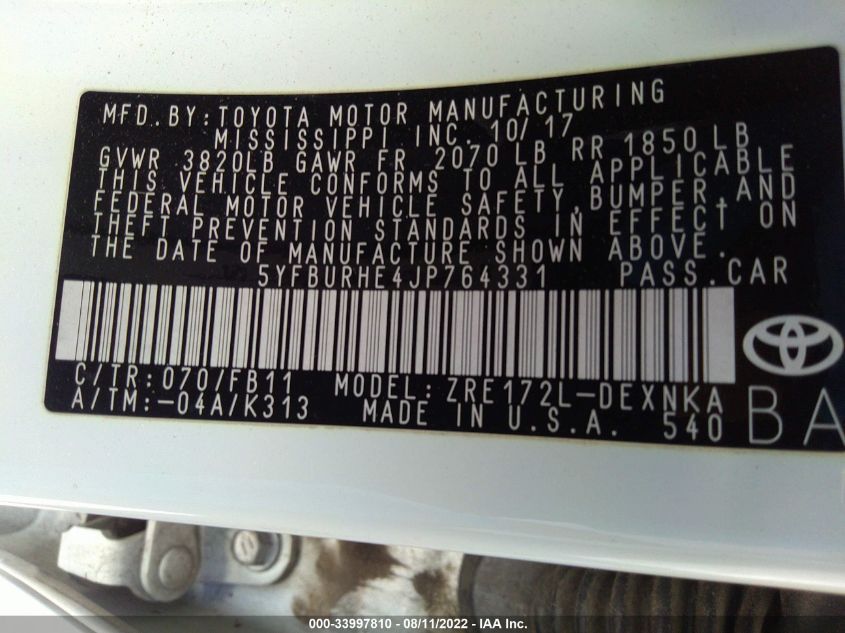 MFD. BY: TOYOTA MOTOR MANUFACTURING
MISSISSIPPI INC. 10/17
GVWR 3820LB GAWR FR 2070 LB RR 1850 LB
THIS VEHICLE CONFORMS TO ALL APPLICABLE
FEDERAL MOTOR VEHICLE SAFETY, BUMPER, AND
THEFT PREVENTION STANDARDS IN EFFECT ON
THE DATE OF MANUFACTURE SHOWN ABOVE.
5YFBURHE4JP764331 PASS.CAR
C/TR: 070/FB11 MODEL: ZRE172L-DEXNKA
A/TM: -04A/K313 MADE IN U.S.A. 540 BA
000-33997810 - 08/11/2022 - IAA Inc.